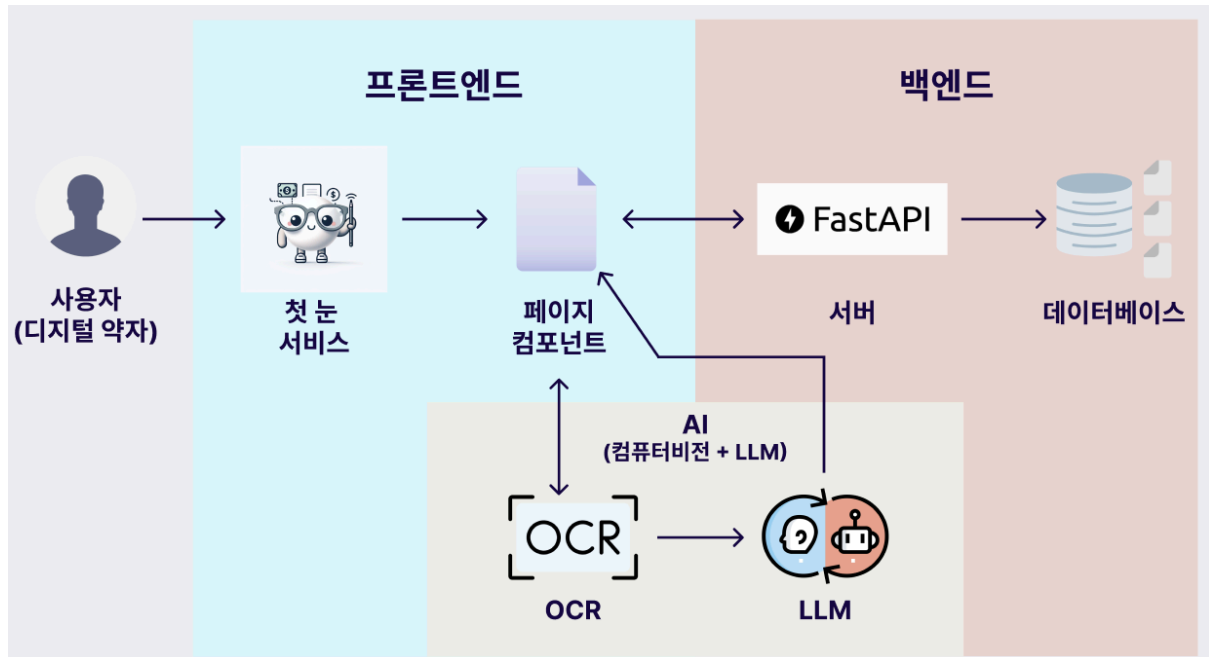 프론트엔드
백엔드
사용자
(디지털 약자)
첫 눈
서비스
페이지
컴포넌트
FastAPI
서버
데이터베이스
AI
(컴퓨터비전 + LLM)
OCR
OCR
LLM